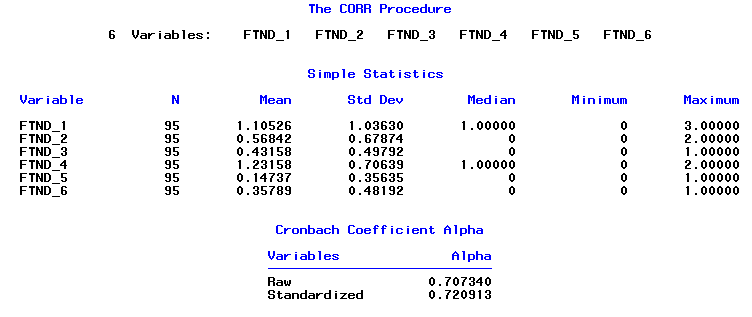 The CORR Procedure
6 Variables: FTND_1 FTND_2 FTND_3 FTND_4 FTND_5 FTND_6
Simple Statistics
Variable N Mean Std Dev Median Minimum Maximum
FTND_1 95 1.10526 1.03630 1.00000 0 3.00000
FTND_2 95 0.56842 0.67874 0 0 2.00000
FTND_3 95 0.43158 0.49792 0 0 1.00000
FTND_4 95 1.23158 0.70639 1.00000 0 2.00000
FTND_5 95 0.14737 0.35635 0 0 1.00000
FTND_6 95 0.35789 0.48192 0 0 1.00000
Cronbach Coefficient Alpha
Variables Alpha
Raw 0.707340
Standardized 0.720913